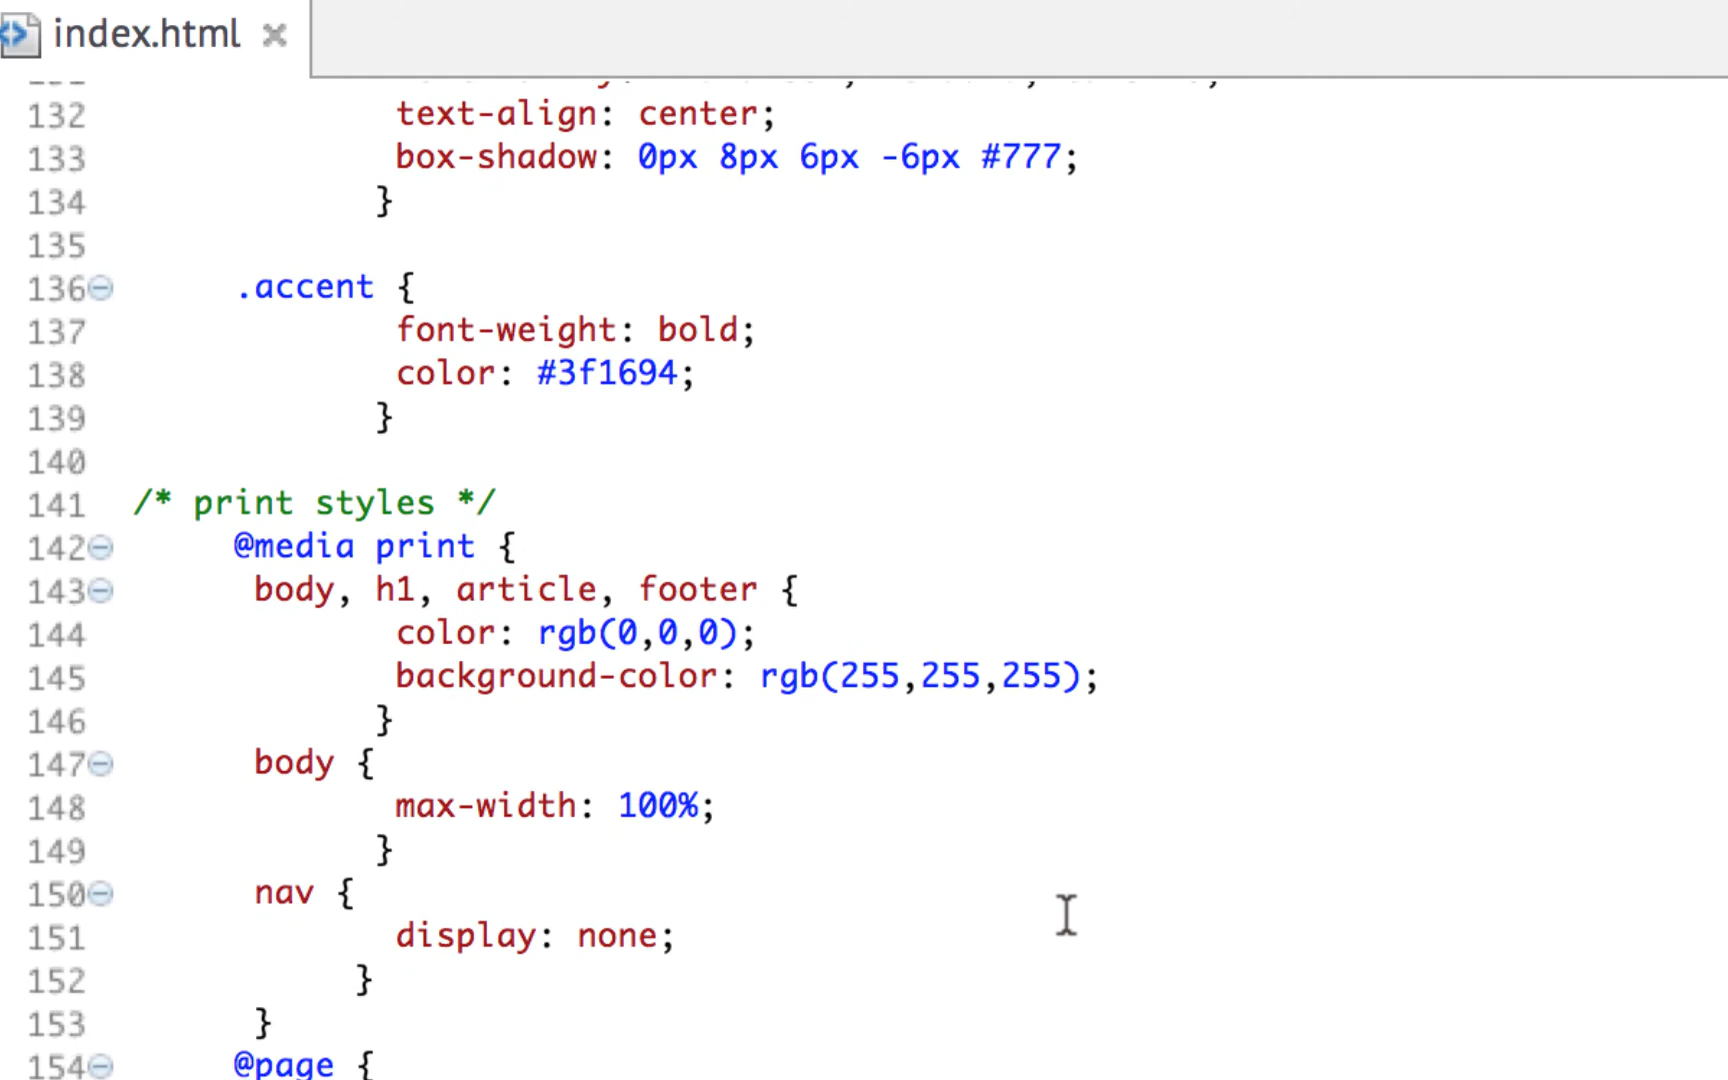 index.html
132 text-align: center;
133 box-shadow: 0px 8px 6px -6px #777;
134 }
135
136 .accent {
137 font-weight: bold;
138 color: #3f1694;
139 }
140
141 /* print styles */
142 @media print {
143 body, h1, article, footer {
144 color: rgb(0,0,0);
145 background-color: rgb(255,255,255);
146 }
147 body {
148 max-width: 100%;
149 }
150 nav {
151 display: none;
152 }
153 }
154 @page {